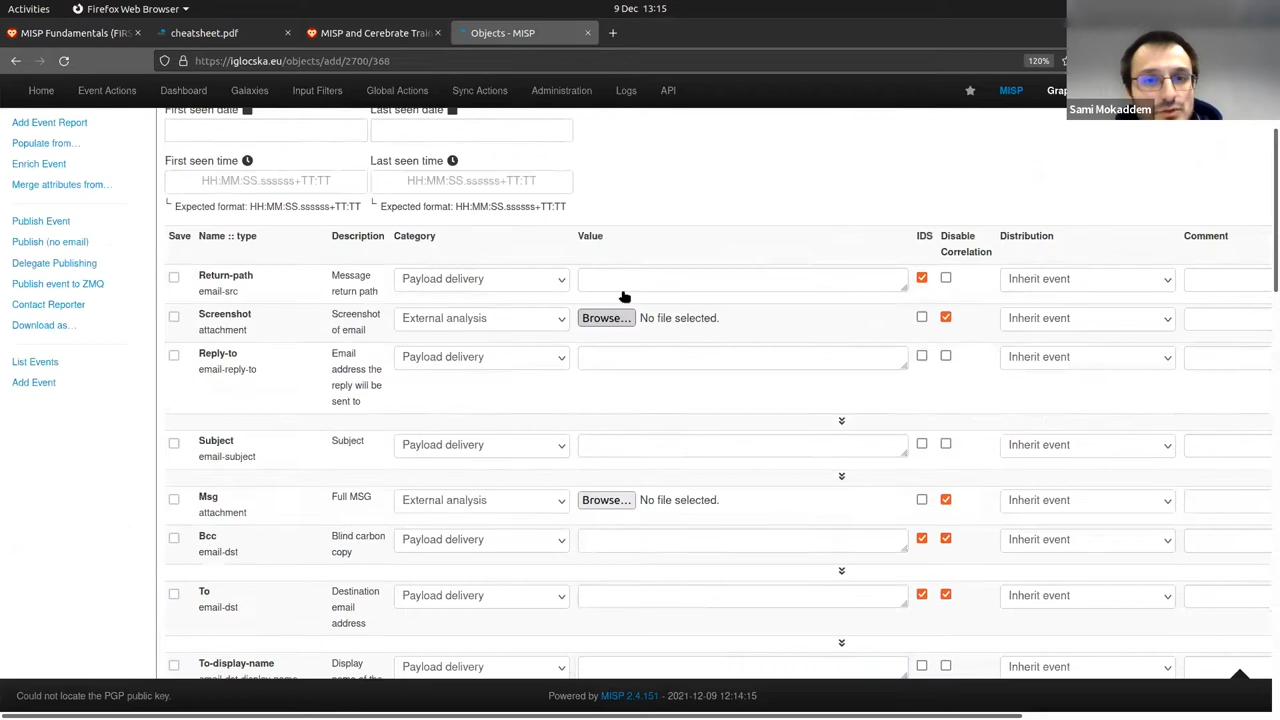 Activities
Firefox Web Browser
9 Dec 13:15
MISP Fundamentals (FIRS
cheatsheet.pdf
MISP and Cerebrate Trai
Objects - MISP
https://iglocska.eu/objects/add/2700/368
120%
Home
Event Actions
Dashboard
Galaxies
Input Filters
Global Actions
Sync Actions
Administration
Logs
API
MISP
Sami Mokaddem
Add Event Report
Populate from...
Enrich Event
Merge attributes from...
Publish Event
Publish (no email)
Delegate Publishing
Publish event to ZMQ
Contact Reporter
Download as...
List Events
Add Event
First seen date
Last seen date
First seen time
Last seen time
HH:MM:SS.ssssss+TT:TT
HH:MM:SS.ssssss+TT:TT
Expected format: HH:MM:SS.ssssss+TT:TT
Expected format: HH:MM:SS.ssssss+TT:TT
Save
Name :: type
Description
Category
Value
IDS
Disable
Correlation
Distribution
Comment
Return-path
email-src
Message
return path
Payload delivery
Inherit event
Screenshot
attachment
Screenshot
of email
External analysis
Browse...
No file selected.
Inherit event
Reply-to
email-reply-to
Email
address the
reply will be
sent to
Payload delivery
Inherit event
Subject
email-subject
Subject
Payload delivery
Inherit event
Msg
attachment
Full MSG
External analysis
Browse...
No file selected.
Inherit event
Bcc
email-dst
Blind carbon
copy
Payload delivery
Inherit event
To
email-dst
Destination
email
address
Payload delivery
Inherit event
To-display-name
email-dst-display-name
Display
name of the
Payload delivery
Inherit event
Could not locate the PGP public key.
Powered by MISP 2.4.151 - 2021-12-09 12:14:15